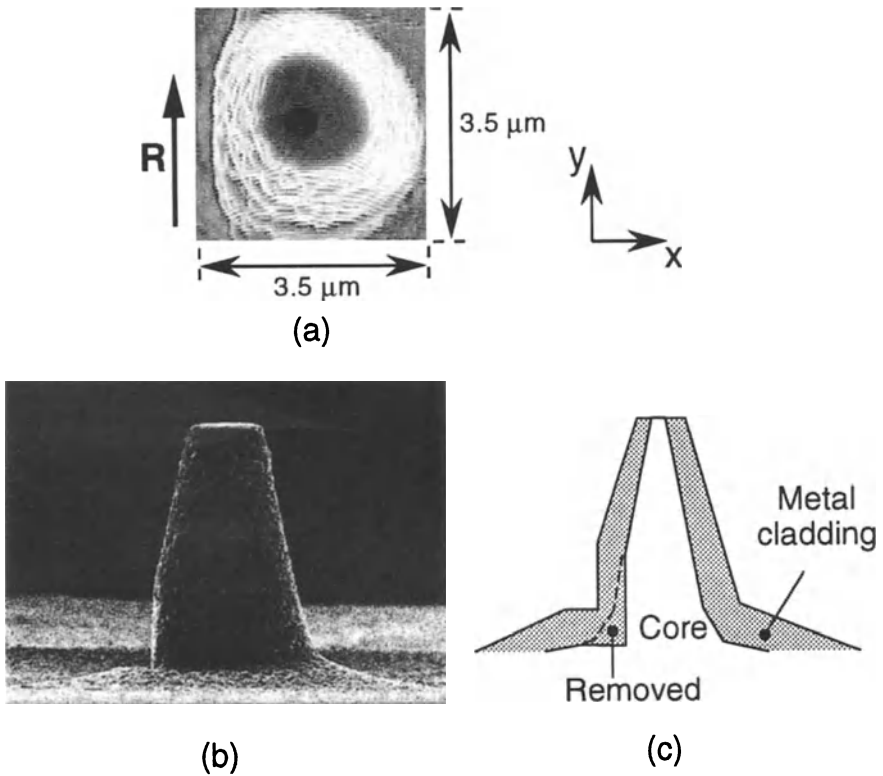 R
3.5 μm
y
x
3.5 μm
(a)
Metal
cladding
Core
Removed
(b)
(c)